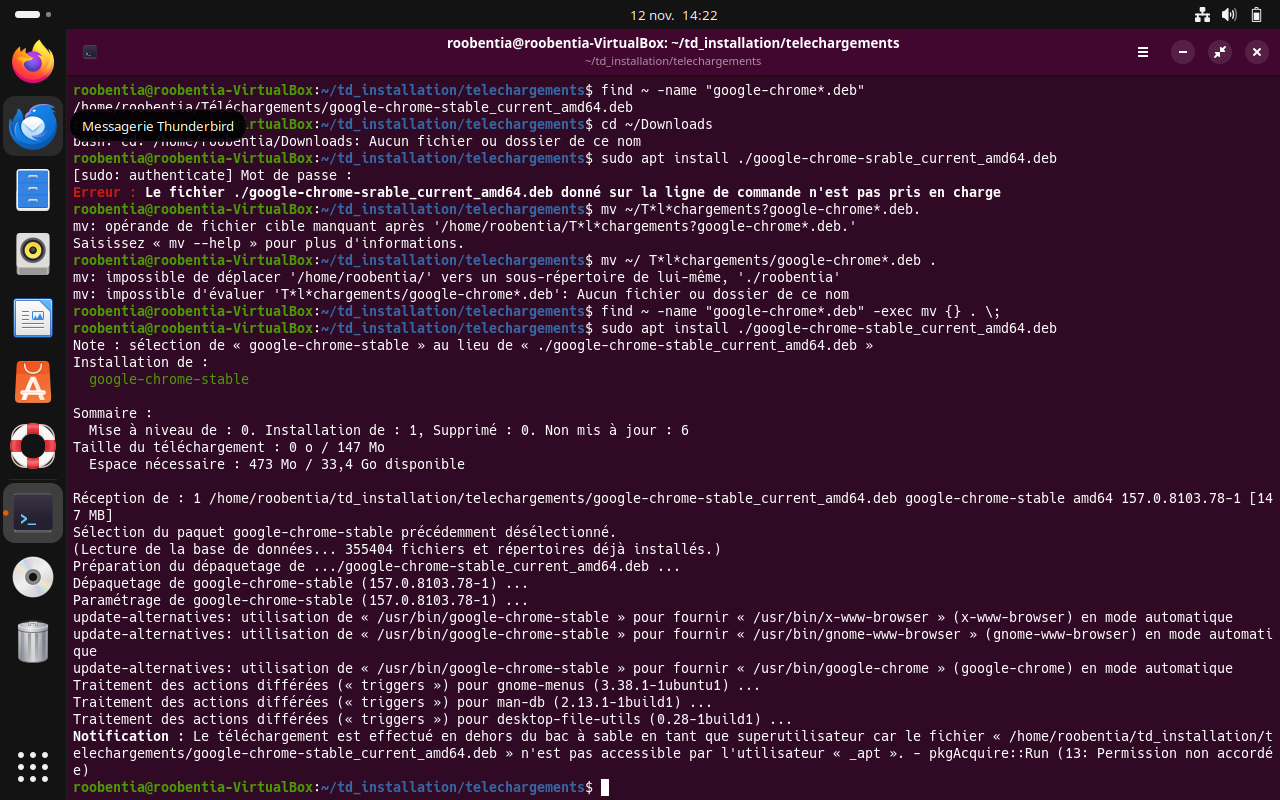 12 nov.  14:22
roobentia@roobentia-VirtualBox: ~/td_installation/telechargements
~/td_installation/telechargements
roobentia@roobentia-VirtualBox:~/td_installation/telechargements$ find ~ -name "google-chrome*.deb"
/home/roobentia/Téléchargements/google-chrome-stable_current_amd64.deb
Messagerie Thunderbird
rtualBox:~/td_installation/telechargements$ cd ~/Downloads
bash: cd: /home/roobentia/Downloads: Aucun fichier ou dossier de ce nom
roobentia@roobentia-VirtualBox:~/td_installation/telechargements$ sudo apt install ./google-chrome-srable_current_amd64.deb
[sudo: authenticate] Mot de passe :
Erreur : Le fichier ./google-chrome-srable_current_amd64.deb donné sur la ligne de commande n'est pas pris en charge
roobentia@roobentia-VirtualBox:~/td_installation/telechargements$ mv ~/T*l*chargements?google-chrome*.deb.
mv: opérande de fichier cible manquant après '/home/roobentia/T*l*chargements?google-chrome*.deb.'
Saisissez « mv --help » pour plus d'informations.
roobentia@roobentia-VirtualBox:~/td_installation/telechargements$ mv ~/ T*l*chargements/google-chrome*.deb .
mv: impossible de déplacer '/home/roobentia/' vers un sous-répertoire de lui-même, './roobentia'
mv: impossible d'évaluer 'T*l*chargements/google-chrome*.deb': Aucun fichier ou dossier de ce nom
roobentia@roobentia-VirtualBox:~/td_installation/telechargements$ find ~ -name "google-chrome*.deb" -exec mv {} . \;
roobentia@roobentia-VirtualBox:~/td_installation/telechargements$ sudo apt install ./google-chrome-stable_current_amd64.deb
Note : sélection de « google-chrome-stable » au lieu de « ./google-chrome-stable_current_amd64.deb »
Installation de :
  google-chrome-stable

Sommaire :
  Mise à niveau de : 0. Installation de : 1, Supprimé : 0. Non mis à jour : 6
Taille du téléchargement : 0 o / 147 Mo
  Espace nécessaire : 473 Mo / 33,4 Go disponible

Réception de : 1 /home/roobentia/td_installation/telechargements/google-chrome-stable_current_amd64.deb google-chrome-stable amd64 157.0.8103.78-1 [14
7 MB]
Sélection du paquet google-chrome-stable précédemment désélectionné.
(Lecture de la base de données... 355404 fichiers et répertoires déjà installés.)
Préparation du dépaquetage de .../google-chrome-stable_current_amd64.deb ...
Dépaquetage de google-chrome-stable (157.0.8103.78-1) ...
Paramétrage de google-chrome-stable (157.0.8103.78-1) ...
update-alternatives: utilisation de « /usr/bin/google-chrome-stable » pour fournir « /usr/bin/x-www-browser » (x-www-browser) en mode automatique
update-alternatives: utilisation de « /usr/bin/google-chrome-stable » pour fournir « /usr/bin/gnome-www-browser » (gnome-www-browser) en mode automati
que
update-alternatives: utilisation de « /usr/bin/google-chrome-stable » pour fournir « /usr/bin/google-chrome » (google-chrome) en mode automatique
Traitement des actions différées (« triggers ») pour gnome-menus (3.38.1-1ubuntu1) ...
Traitement des actions différées (« triggers ») pour man-db (2.13.1-1build1) ...
Traitement des actions différées (« triggers ») pour desktop-file-utils (0.28-1build1) ...
Notification : Le téléchargement est effectué en dehors du bac à sable en tant que superutilisateur car le fichier « /home/roobentia/td_installation/t
elechargements/google-chrome-stable_current_amd64.deb » n'est pas accessible par l'utilisateur « _apt ». - pkgAcquire::Run (13: Permission non accordé
e)
roobentia@roobentia-VirtualBox:~/td_installation/telechargements$